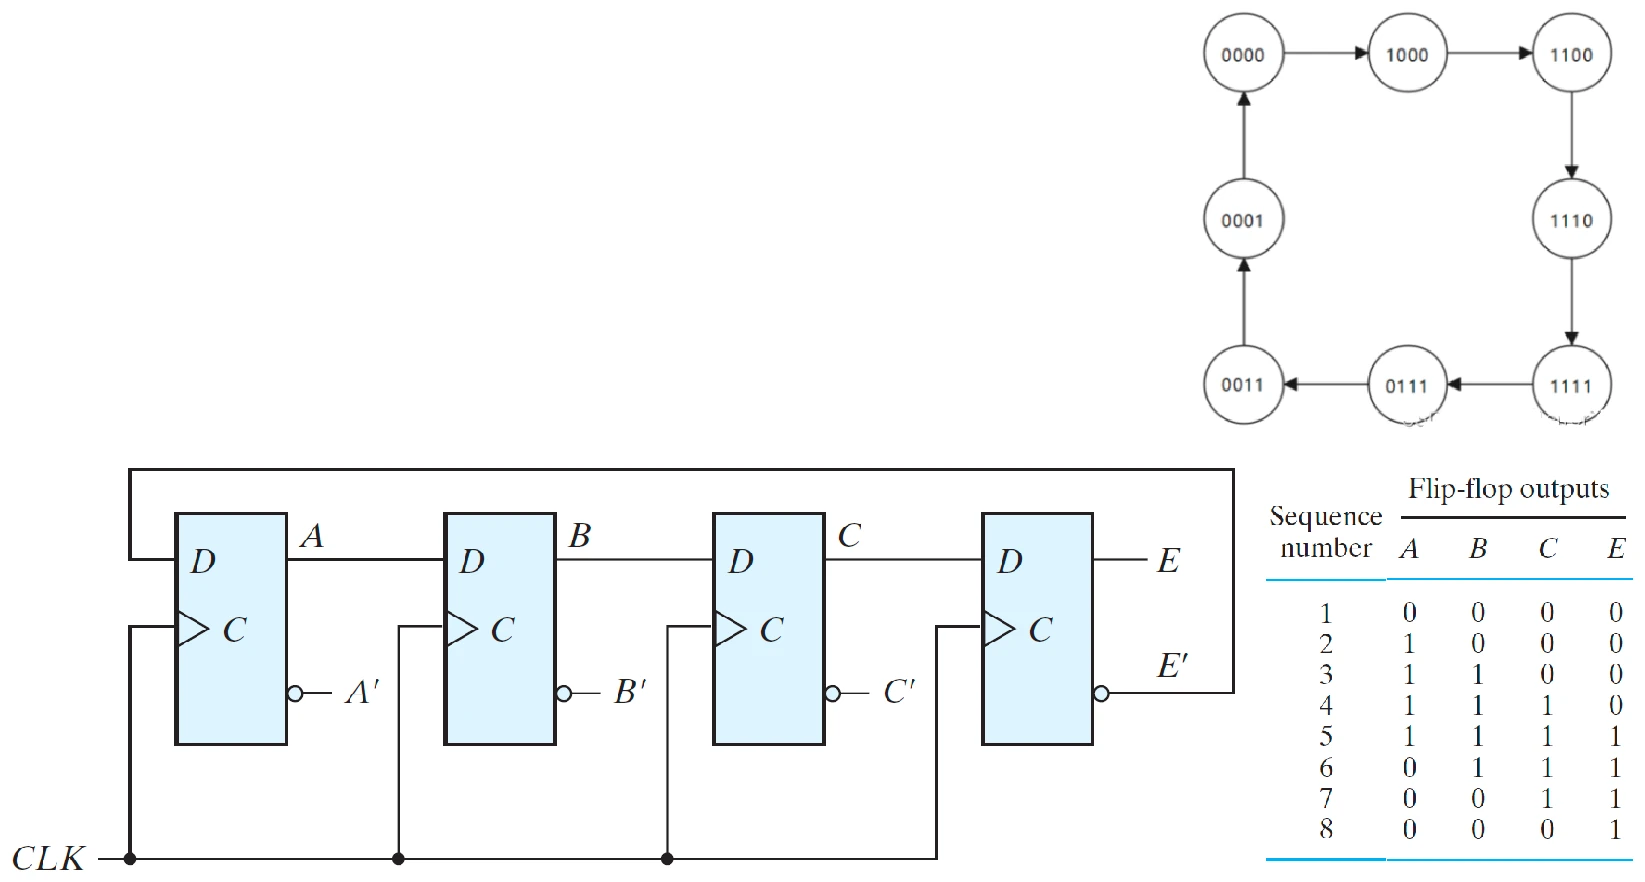 0000 1000 1100
0001 1110
0011 0111 1111
A B C
D D D D E
C C C C
E'
A' B' C'
CLK
Flip-flop outputs
Sequence
number A B C E
1 0 0 0 0
2 1 0 0 0
3 1 1 0 0
4 1 1 1 0
5 1 1 1 1
6 0 1 1 1
7 0 0 1 1
8 0 0 0 1